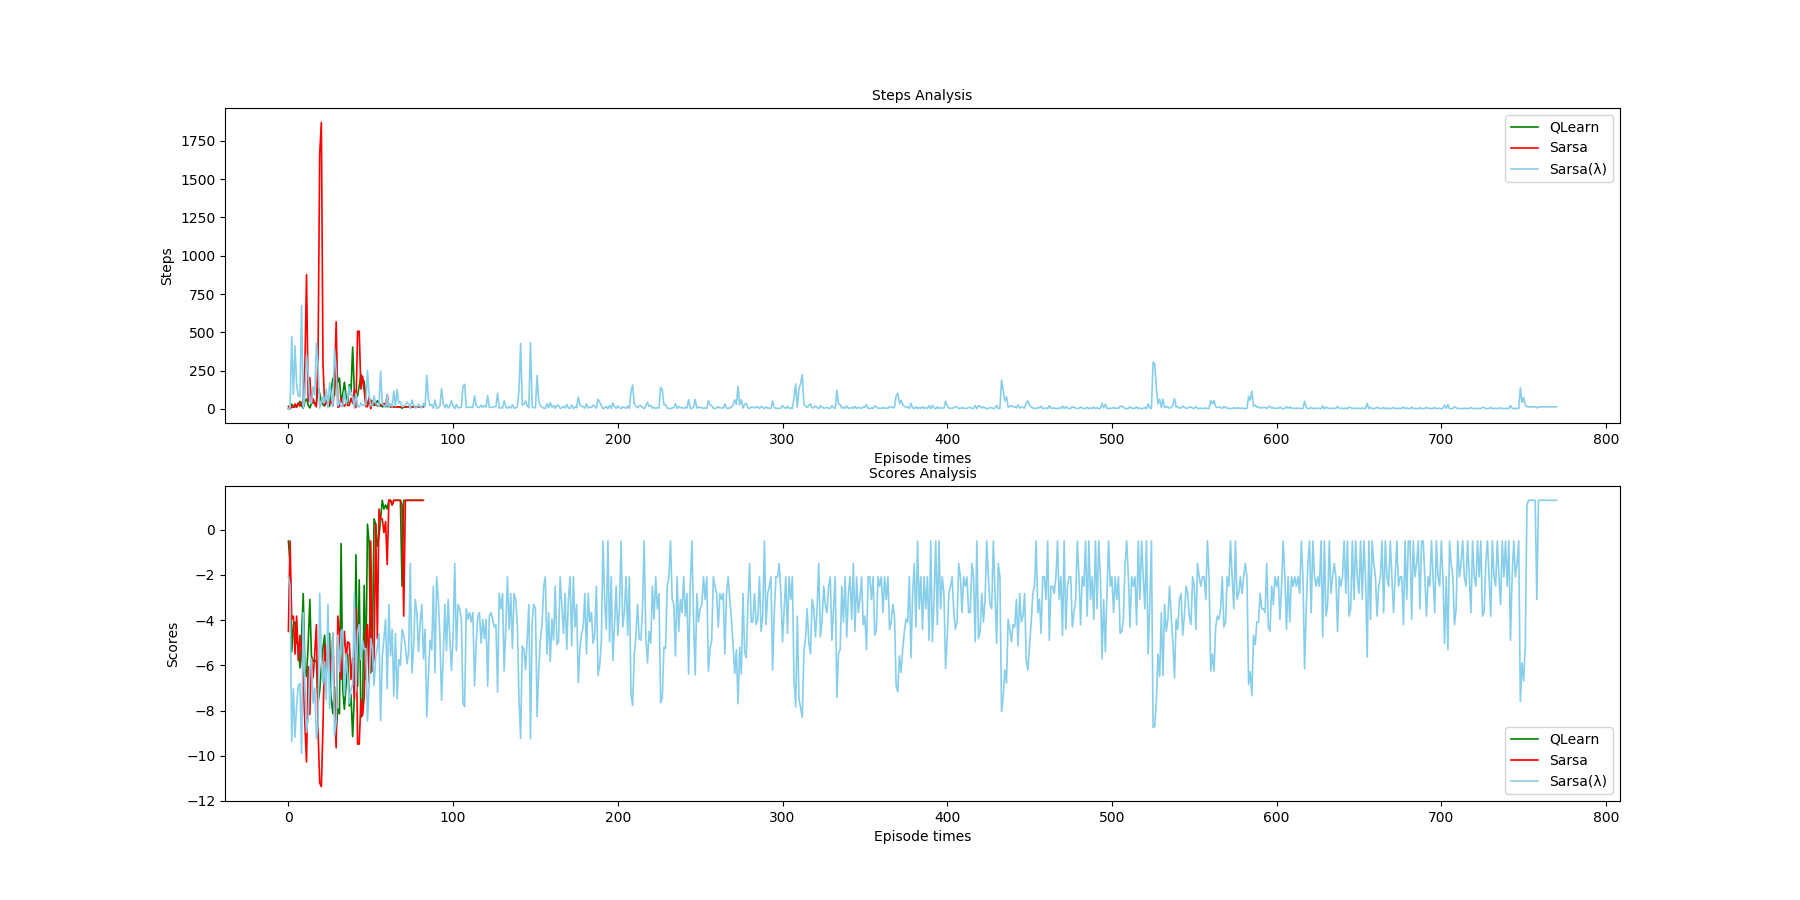 Steps Analysis
1750
1500
1250
1000
750
500
250
0
Steps
QLearn
Sarsa
Sarsa(λ)
0 100 200 300 400 500 600 700 800
Episode times
Scores Analysis
0
−2
−4
−6
−8
−10
−12
Scores
QLearn
Sarsa
Sarsa(λ)
0 100 200 300 400 500 600 700 800
Episode times